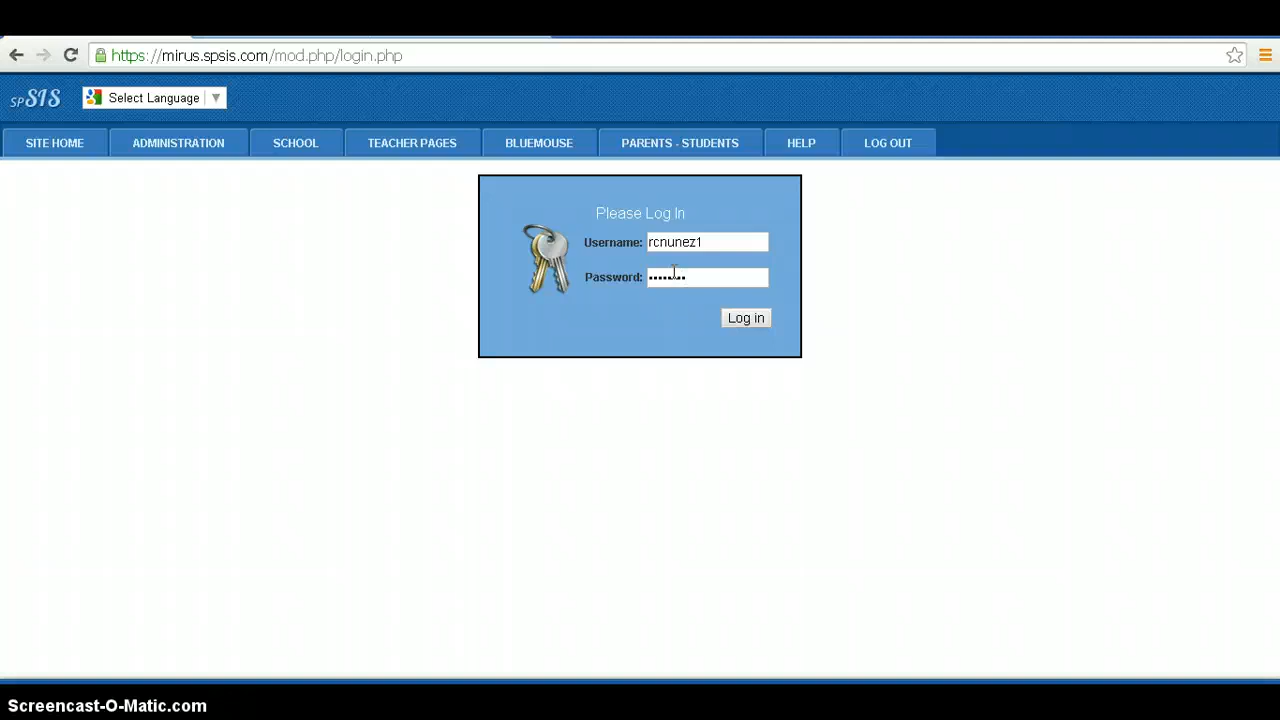 https://mirus.spsis.com/mod.php/login.php
spSIS
Select Language
SITE HOME
ADMINISTRATION
SCHOOL
TEACHER PAGES
BLUEMOUSE
PARENTS - STUDENTS
HELP
LOG OUT
Please Log In
Username: rcnunez1
Password:
Log in
Screencast-O-Matic.com